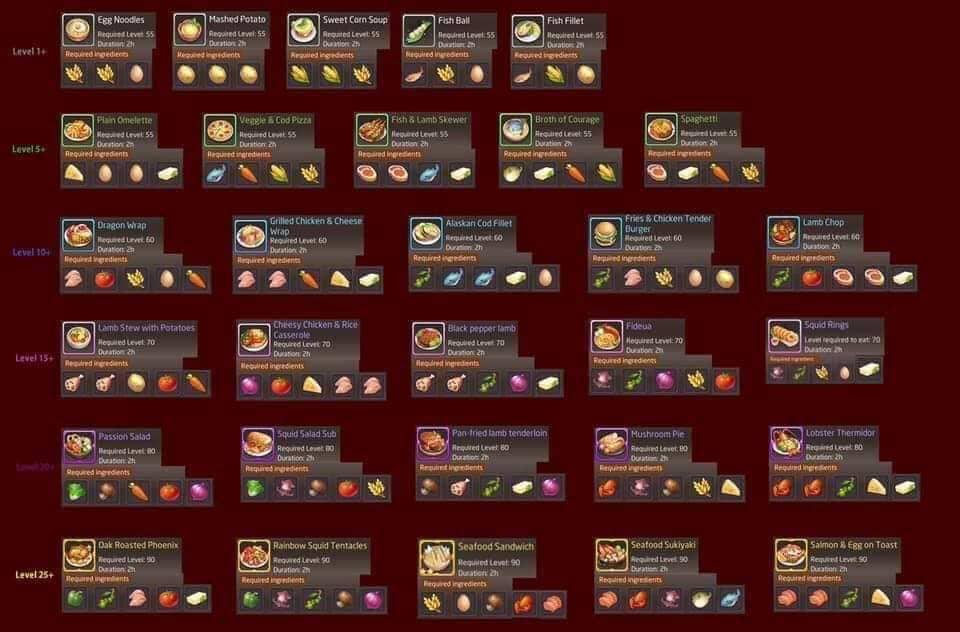 Level 1+
Egg Noodles
Required Level: 55
Duration: 2h
Required ingredients
Mashed Potato
Required Level: 55
Duration: 2h
Required ingredients
Sweet Corn Soup
Required Level: 55
Duration: 2h
Required ingredients
Fish Ball
Required Level: 55
Duration: 2h
Required ingredients
Fish Fillet
Required Level: 55
Duration: 2h
Required ingredients
Level 5+
Plain Omelette
Required Level: 55
Duration: 2h
Required ingredients
Veggie & Cod Pizza
Required Level: 55
Duration: 2h
Required ingredients
Fish & Lamb Skewer
Required Level: 55
Duration: 2h
Required ingredients
Broth of Courage
Required Level: 55
Duration: 2h
Required ingredients
Spaghetti
Required Level: 55
Duration: 2h
Required ingredients
Level 10+
Dragon Wrap
Required Level: 60
Duration: 2h
Required ingredients
Grilled Chicken & Cheese
Wrap
Required Level: 60
Duration: 2h
Required ingredients
Alaskan Cod Fillet
Required Level: 60
Duration: 2h
Required ingredients
Fries & Chicken Tender
Burger
Required Level: 60
Duration: 2h
Required ingredients
Lamb Chop
Required Level: 60
Duration: 2h
Required ingredients
Level 15+
Lamb Stew with Potatoes
Required Level: 70
Duration: 2h
Required ingredients
Cheesy Chicken & Rice
Casserole
Required Level: 70
Duration: 2h
Required ingredients
Black pepper lamb
Required Level: 70
Duration: 2h
Required ingredients
Fideua
Required Level: 70
Duration: 2h
Required ingredients
Squid Rings
Level required to eat: 70
Duration: 2h
Required ingredients
Level 20+
Passion Salad
Required Level: 80
Duration: 2h
Required ingredients
Squid Salad Sub
Required Level: 80
Duration: 2h
Required ingredients
Pan-fried lamb tenderloin
Required Level: 80
Duration: 2h
Required ingredients
Mushroom Pie
Required Level: 80
Duration: 2h
Required ingredients
Lobster Thermidor
Required Level: 80
Duration: 2h
Required ingredients
Level 25+
Oak Roasted Phoenix
Required Level: 90
Duration: 2h
Required ingredients
Rainbow Squid Tentacles
Required Level: 90
Duration: 2h
Required ingredients
Seafood Sandwich
Required Level: 90
Duration: 2h
Required ingredients
Seafood Sukiyaki
Required Level: 90
Duration: 2h
Required ingredients
Salmon & Egg on Toast
Required Level: 90
Duration: 2h
Required ingredients